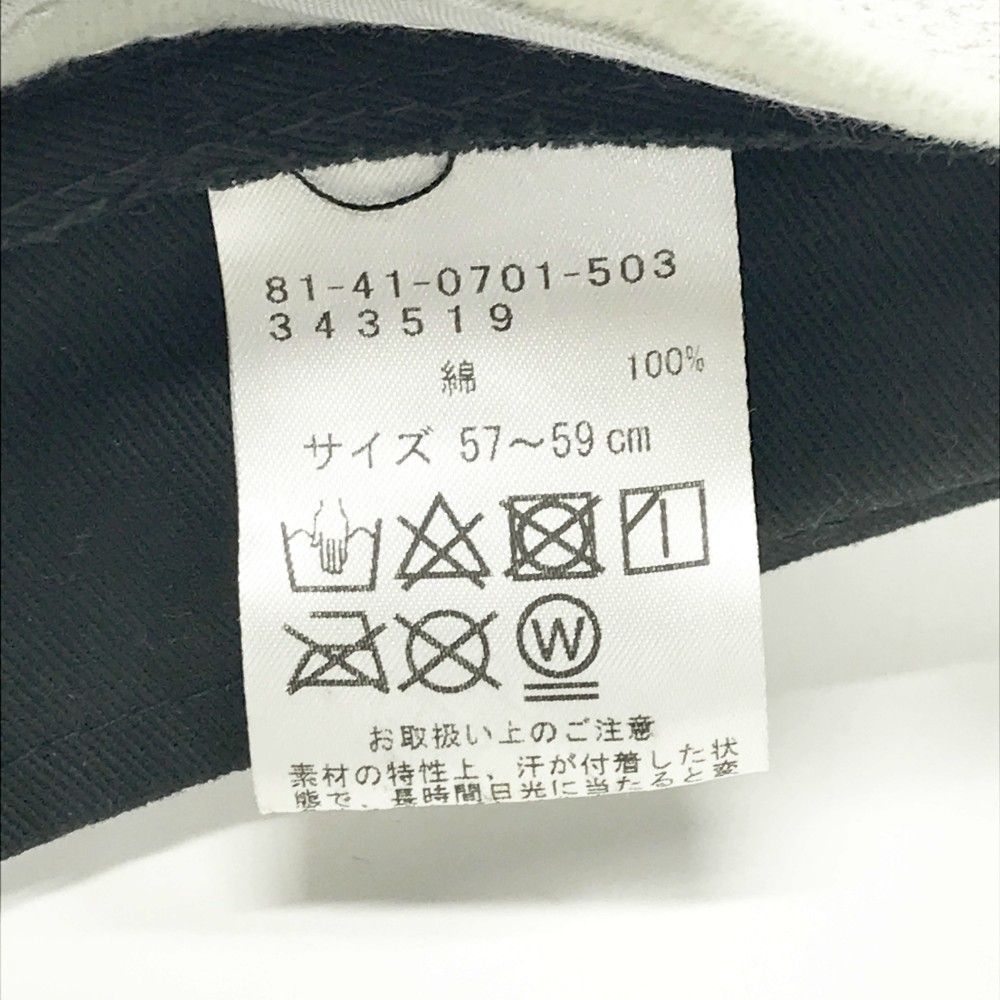 81-41-0701-503
343519
綿 100%
サイズ 57～59cm
W
お取扱い上のご注意
素材の特性上、汗が付着した状
態で、長時間日光に当たると変